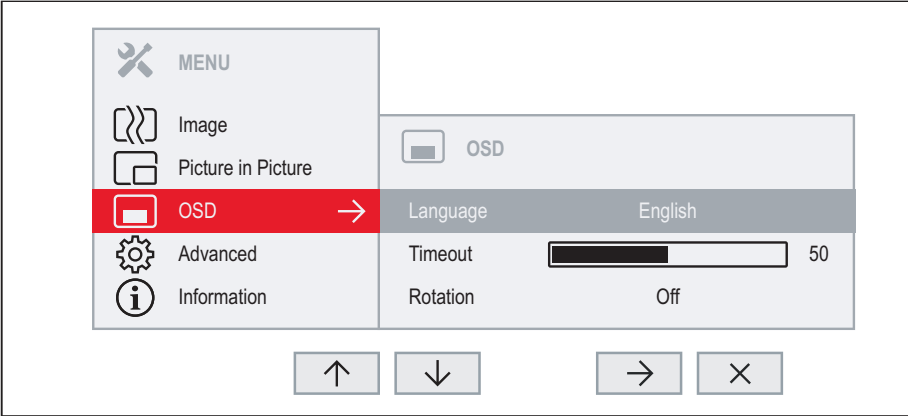 MENU
Image
Picture in Picture
OSD
Advanced
Information
OSD
Language English
Timeout 50
Rotation Off